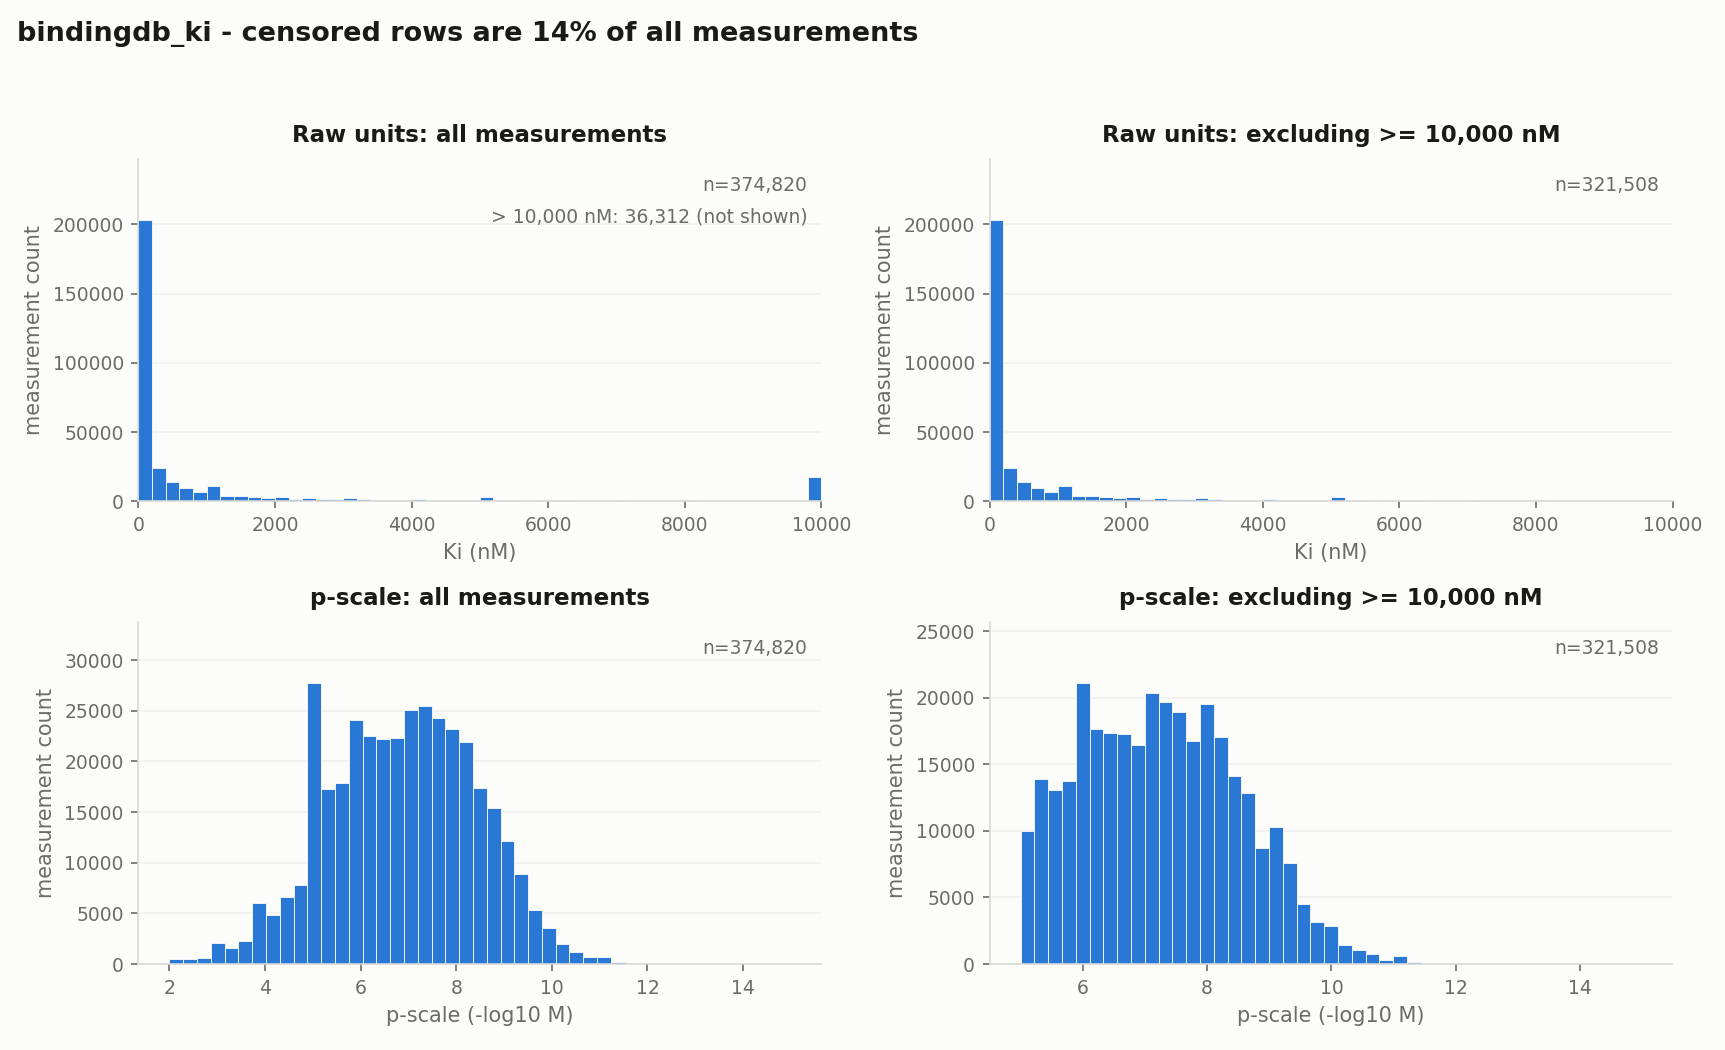 bindingdb_ki - censored rows are 14% of all measurements
Raw units: all measurements
n=374,820
> 10,000 nM: 36,312 (not shown)
measurement count
200000
150000
100000
50000
0
0 2000 4000 6000 8000 10000
Ki (nM)
Raw units: excluding >= 10,000 nM
n=321,508
measurement count
200000
150000
100000
50000
0
0 2000 4000 6000 8000 10000
Ki (nM)
p-scale: all measurements
n=374,820
measurement count
30000
25000
20000
15000
10000
5000
0
2 4 6 8 10 12 14
p-scale (-log10 M)
p-scale: excluding >= 10,000 nM
n=321,508
measurement count
25000
20000
15000
10000
5000
0
6 8 10 12 14
p-scale (-log10 M)